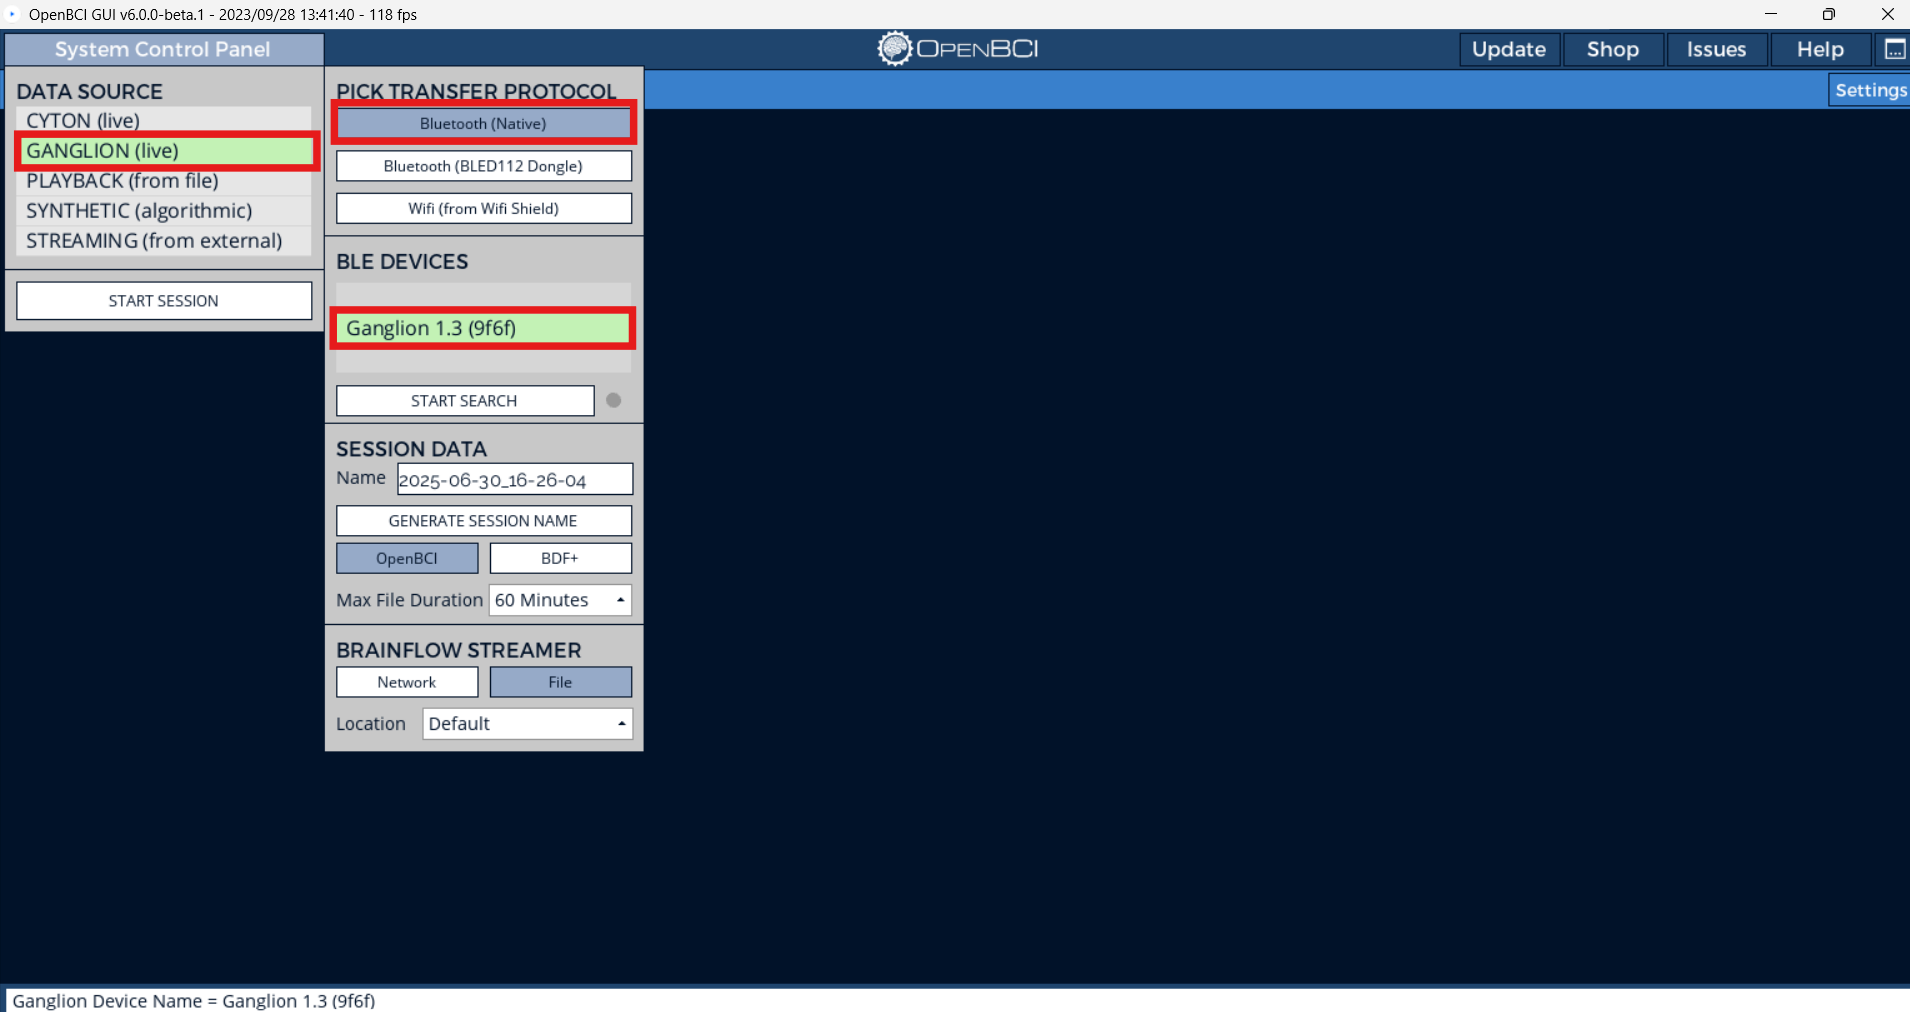 OpenBCI GUI v6.0.0-beta.1 - 2023/09/28 13:41:40 - 118 fps
System Control Panel
OPENBCI
Update
Shop
Issues
Help
Settings
DATA SOURCE
CYTON (live)
GANGLION (live)
PLAYBACK (from file)
SYNTHETIC (algorithmic)
STREAMING (from external)
START SESSION
PICK TRANSFER PROTOCOL
Bluetooth (Native)
Bluetooth (BLED112 Dongle)
Wifi (from Wifi Shield)
BLE DEVICES
Ganglion 1.3 (9f6f)
START SEARCH
SESSION DATA
Name 2025-06-30_16-26-04
GENERATE SESSION NAME
OpenBCI BDF+
Max File Duration 60 Minutes
BRAINFLOW STREAMER
Network File
Location Default
Ganglion Device Name = Ganglion 1.3 (9f6f)